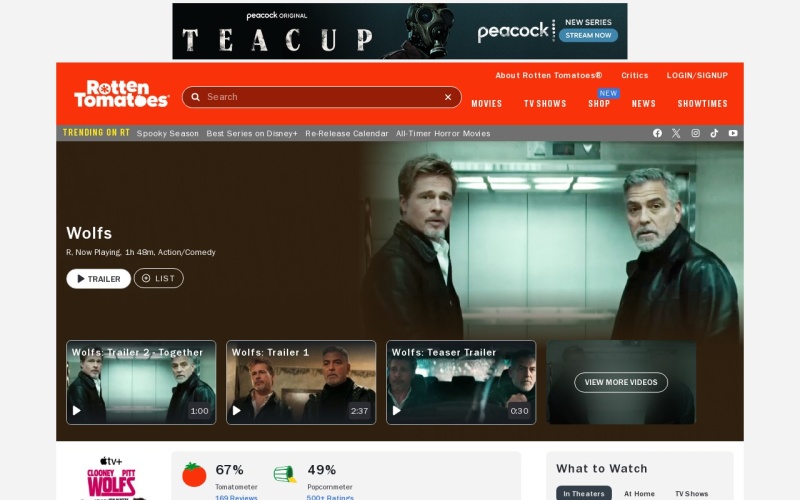 peacock ORIGINAL
TEACUP
peacock
NEW SERIES
STREAM NOW
About Rotten Tomatoes® Critics LOGIN/SIGNUP
Rotten
Tomatoes®
Search
NEW
MOVIES TV SHOWS SHOP NEWS SHOWTIMES
TRENDING ON RT Spooky Season Best Series on Disney+ Re-Release Calendar All-Timer Horror Movies
Wolfs
R, Now Playing, 1h 48m, Action/Comedy
TRAILER LIST
Wolfs: Trailer 2 - Together
1:00
Wolfs: Trailer 1
2:37
Wolfs: Teaser Trailer
0:30
VIEW MORE VIDEOS
tv+
CLOONEY PITT
WOLFS
67%
Tomatometer
169 Reviews
49%
Popcornmeter
500+ Ratings
What to Watch
In Theaters At Home TV Shows